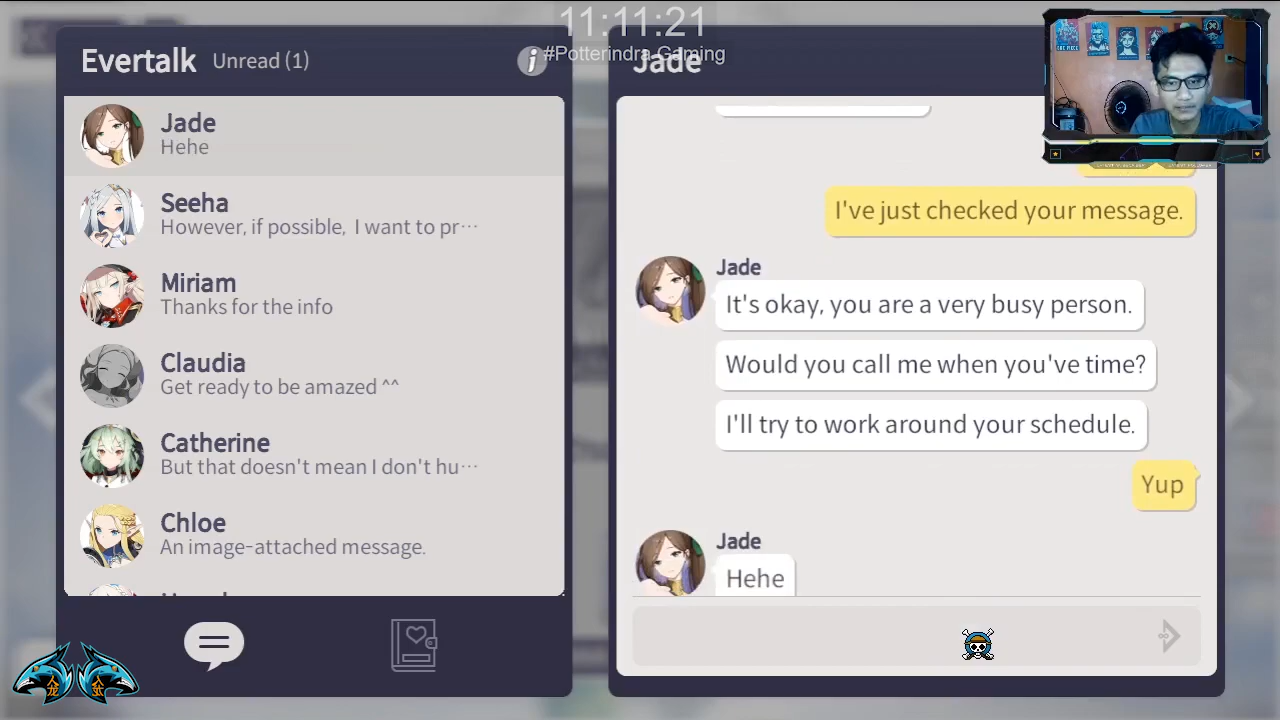 11:11:21
#Potterindra Gaming
Evertalk
Unread (1)
Jade
Hehe
Seeha
However, if possible, I want to pr···
Miriam
Thanks for the info
Claudia
Get ready to be amazed ^^
Catherine
But that doesn't mean I don't hu···
Chloe
An image-attached message.
Jade
I've just checked your message.
Jade
It's okay, you are a very busy person.
Would you call me when you've time?
I'll try to work around your schedule.
Yup
Jade
Hehe